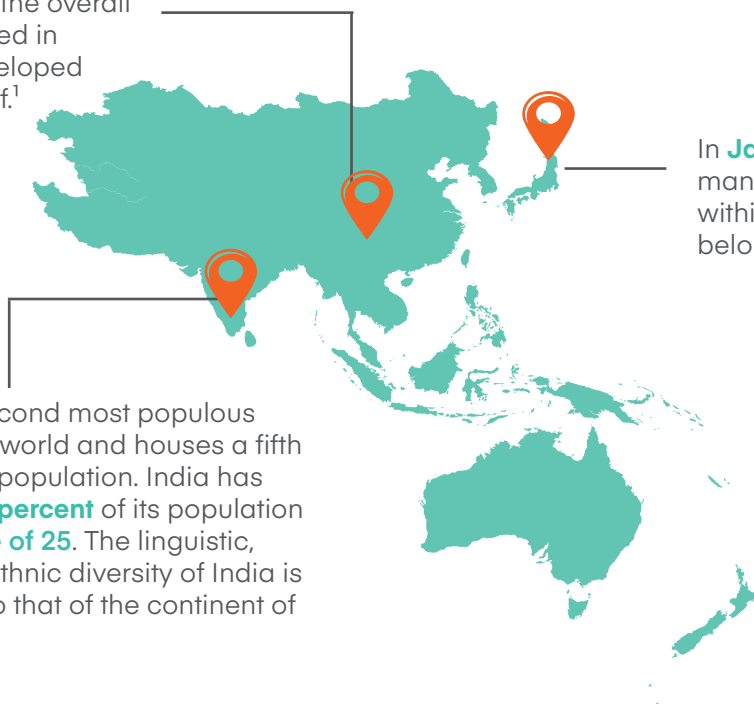 the overall
ed in
eloped
f.¹
In Ja
man
withi
belo
cond most populous
world and houses a fifth
population. India has
percent of its population
of 25. The linguistic,
thnic diversity of India is
that of the continent of